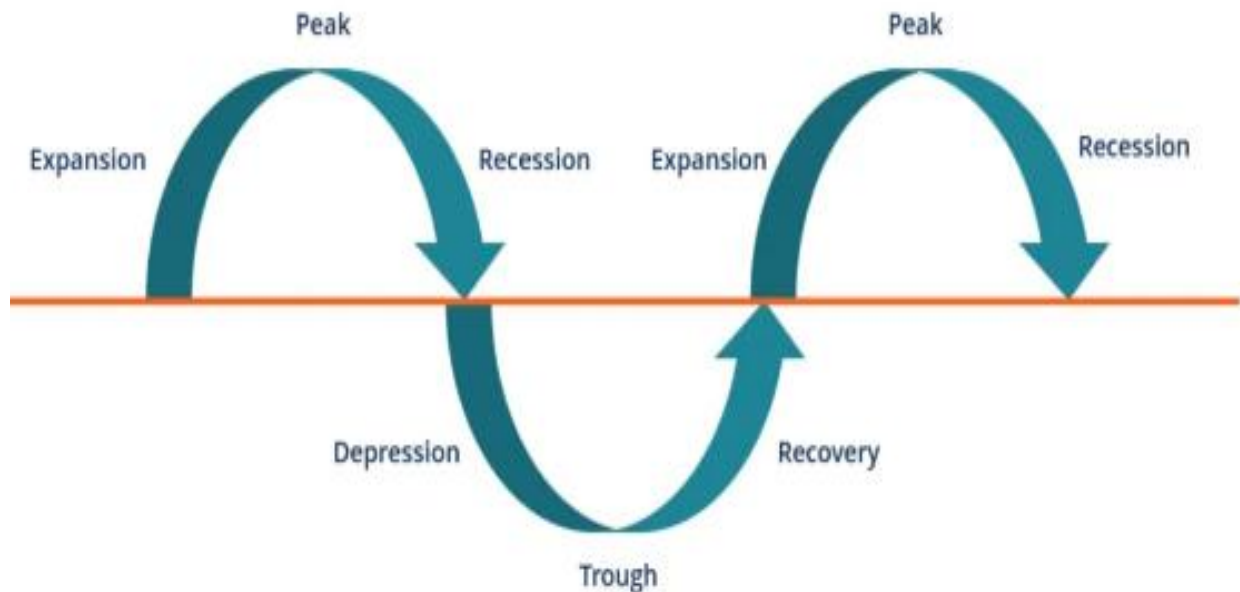 Peak
Peak
Expansion
Recession
Expansion
Recession
Depression
Recovery
Trough